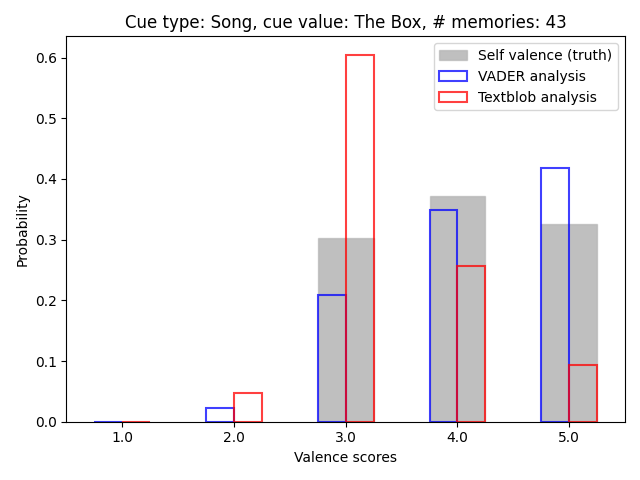 Cue type: Song, cue value: The Box, # memories: 43
Self valence (truth)
VADER analysis
Textblob analysis
Probability
0.6
0.5
0.4
0.3
0.2
0.1
0.0
1.0 2.0 3.0 4.0 5.0
Valence scores